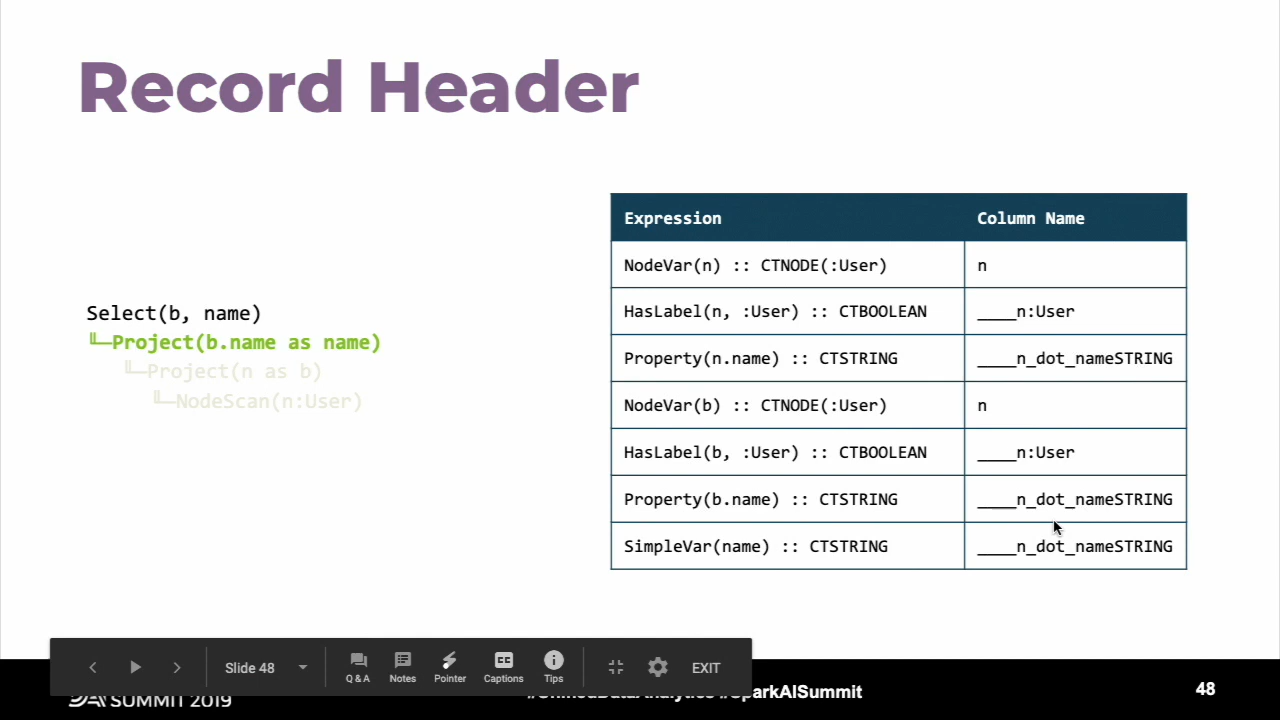 Record Header
Select(b, name)
╙─Project(b.name as name)
╙─Project(n as b)
╙─NodeScan(n:User)
Expression Column Name
NodeVar(n) :: CTNODE(:User) n
HasLabel(n, :User) :: CTBOOLEAN ____n:User
Property(n.name) :: CTSTRING ____n_dot_nameSTRING
NodeVar(b) :: CTNODE(:User) n
HasLabel(b, :User) :: CTBOOLEAN ____n:User
Property(b.name) :: CTSTRING ____n_dot_nameSTRING
SimpleVar(name) :: CTSTRING ____n_dot_nameSTRING
Slide 48
Q & A
Notes
Pointer
CC
Captions
Tips
EXIT
SUMMIT 2019
#UnifiedDataAnalytics #SparkAISummit
48